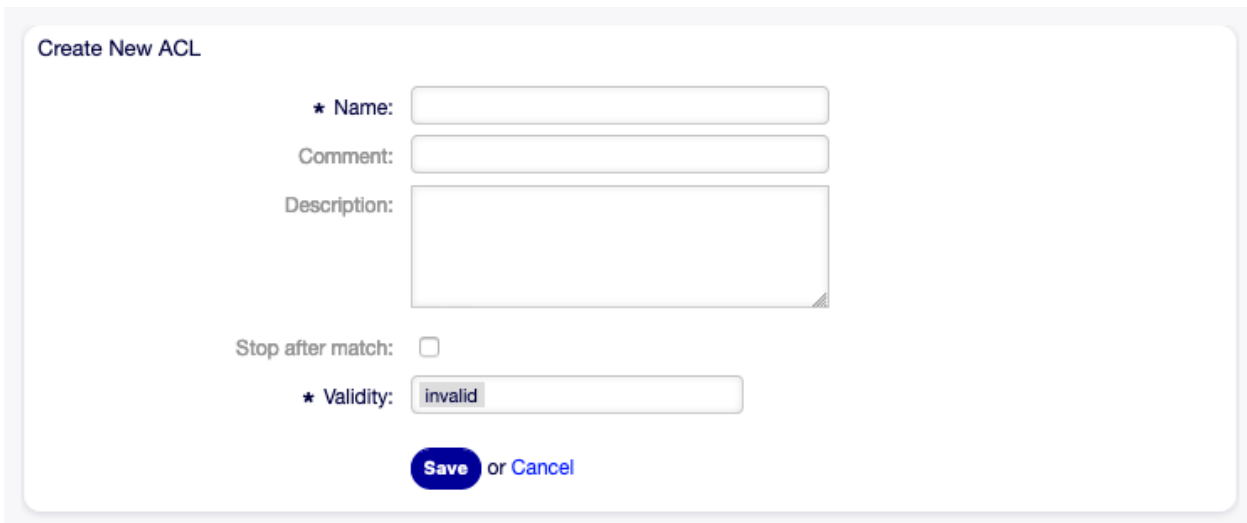 Create New ACL
★ Name:
Comment:
Description:
Stop after match:
★ Validity: invalid
Save or Cancel